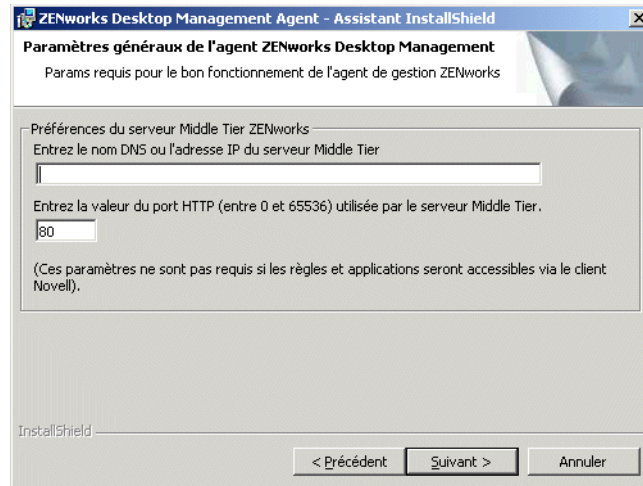 ZENworks Desktop Management Agent - Assistant InstallShield
Paramètres généraux de l'agent ZENworks Desktop Management
Params requis pour le bon fonctionnement de l'agent de gestion ZENworks
Préférences du serveur Middle Tier ZENworks
Entrez le nom DNS ou l'adresse IP du serveur Middle Tier
Entrez la valeur du port HTTP (entre 0 et 65536) utilisée par le serveur Middle Tier.
80
(Ces paramètres ne sont pas requis si les règles et applications seront accessibles via le client
Novell).
InstallShield
< Précédent Suivant > Annuler